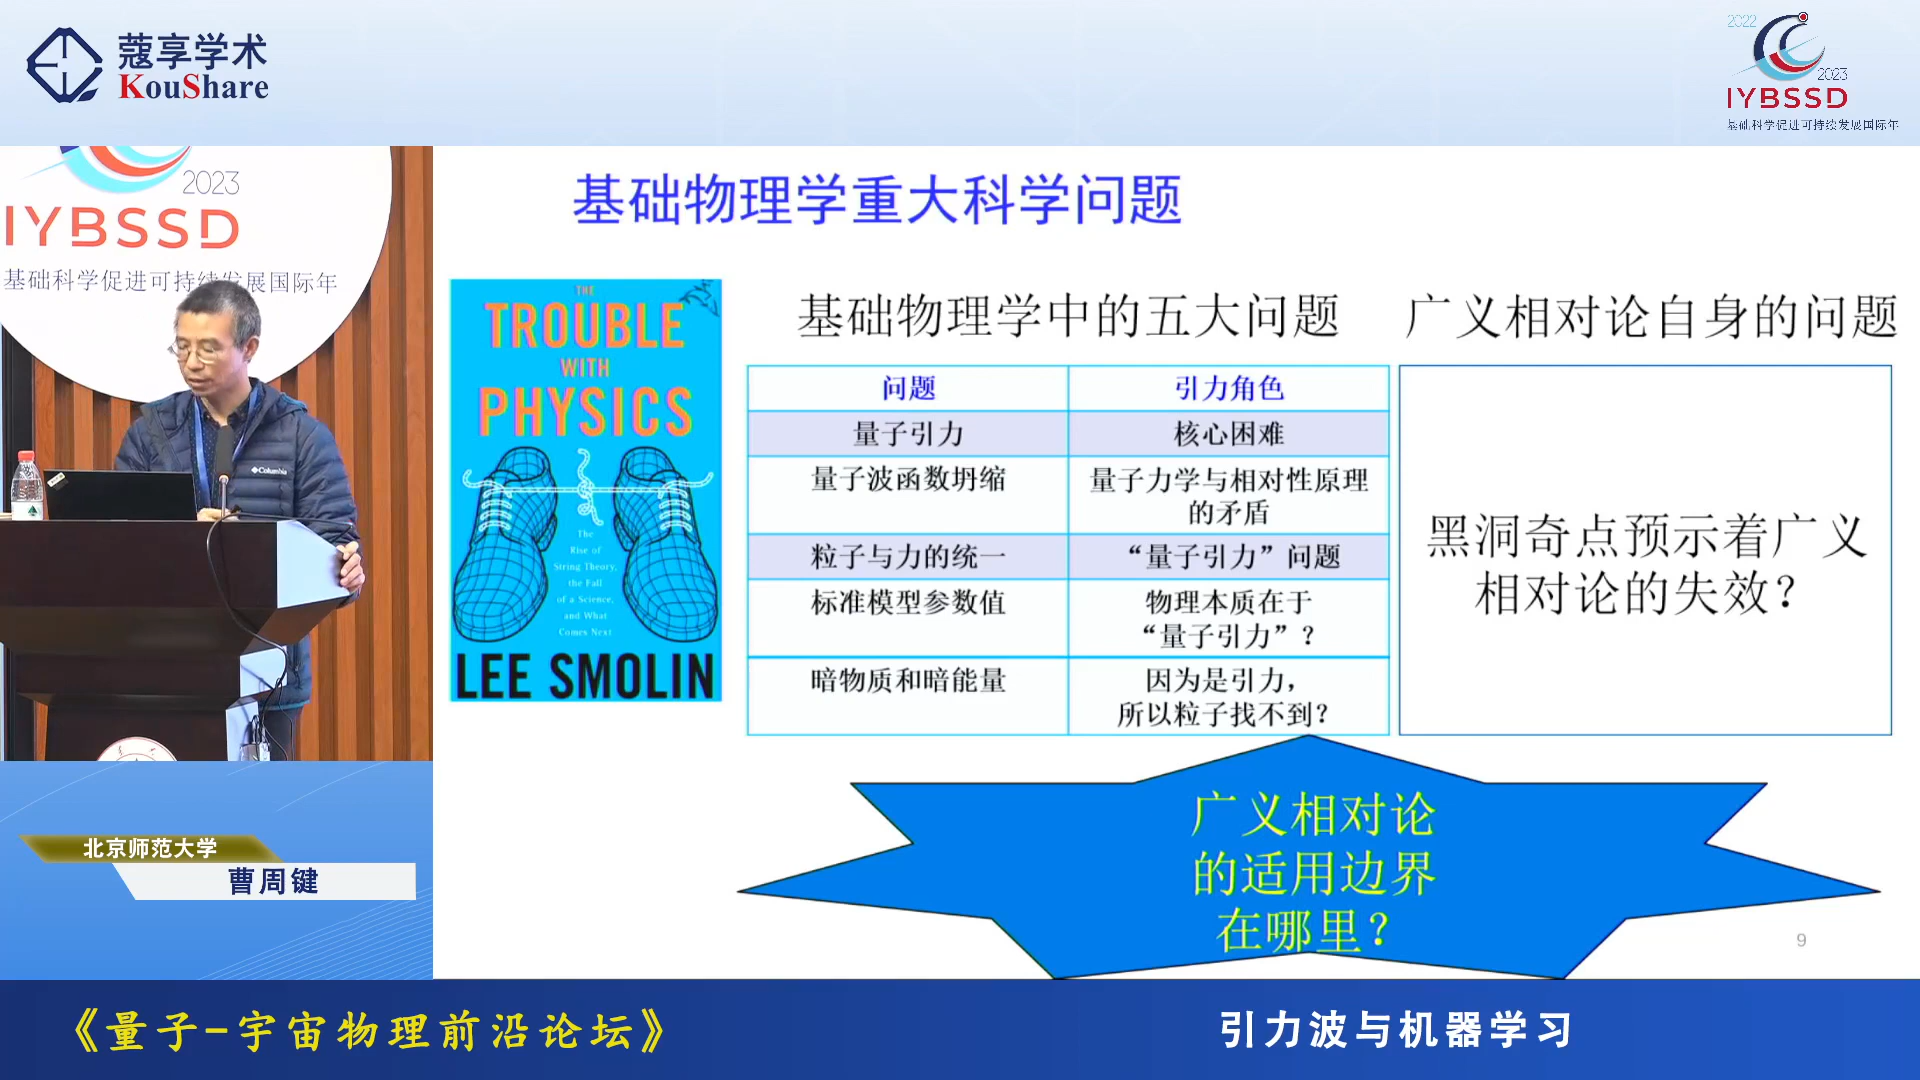 蔻享学术
KouShare
2022
2023
IYBSSD
基础科学促进可持续发展国际年
2023
IYBSSD
基础科学促进可持续发展国际年
Columbia
基础物理学重大科学问题
THE
TROUBLE
WITH
PHYSICS
The
Rise of
String Theory,
the Fall
of a Science,
and What
Comes Next
LEE SMOLIN
基础物理学中的五大问题
问题 引力角色
量子引力 核心困难
量子波函数坍缩 量子力学与相对性原理
的矛盾
粒子与力的统一 “量子引力”问题
标准模型参数值 物理本质在于
“量子引力”?
暗物质和暗能量 因为是引力,
所以粒子找不到?
广义相对论自身的问题
黑洞奇点预示着广义
相对论的失效?
广义相对论
的适用边界
在哪里?
9
北京师范大学
曹周键
《量子-宇宙物理前沿论坛》
引力波与机器学习